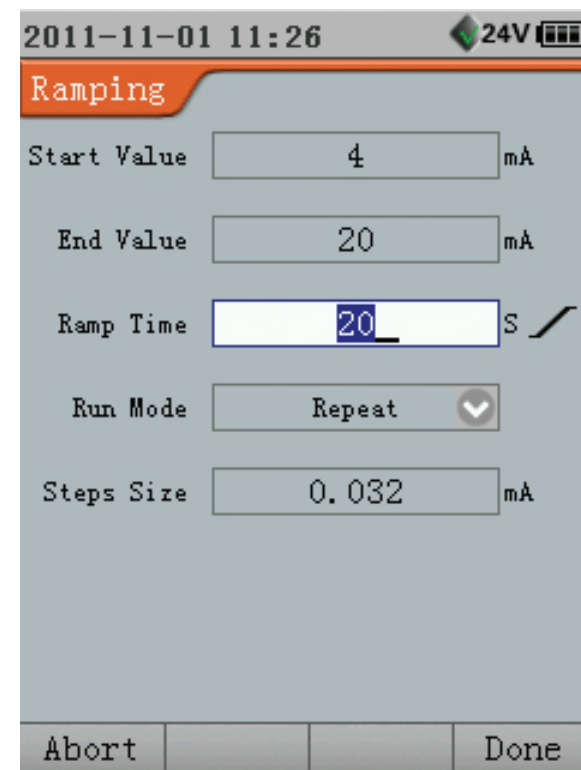 2011-11-01 11:26 24V
Ramping
Start Value 4 mA
End Value 20 mA
Ramp Time 20 S
Run Mode Repeat
Steps Size 0.032 mA
Abort Done